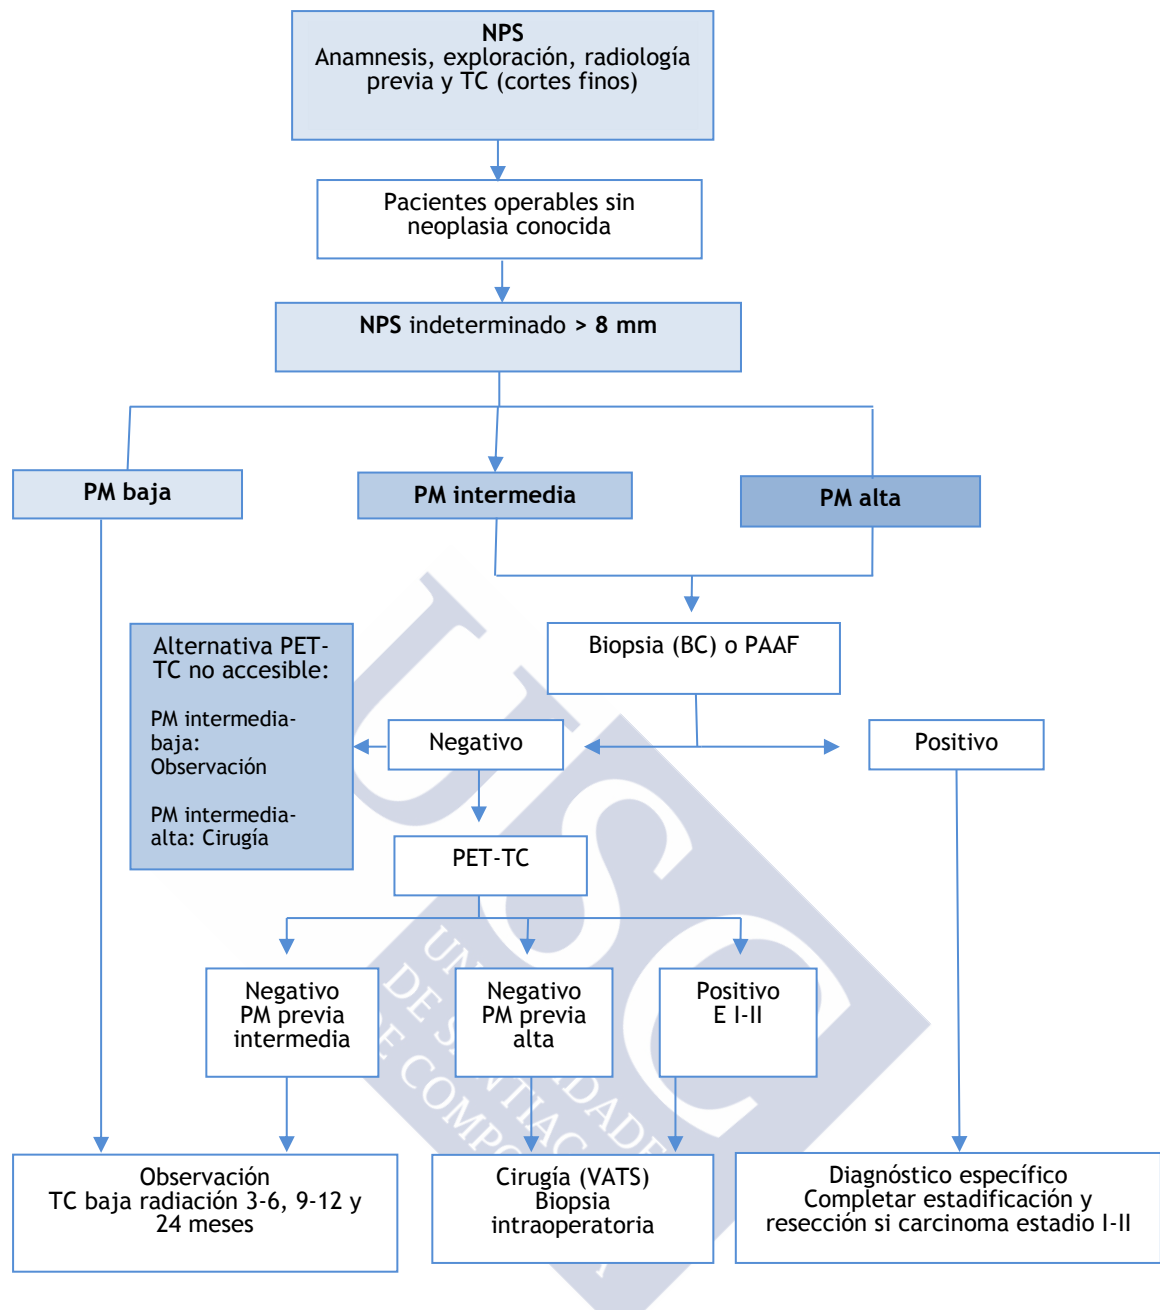 NPS
Anamnesis, exploración, radiología
previa y TC (cortes finos)
Pacientes operables sin
neoplasia conocida
NPS indeterminado > 8 mm
PM baja
PM intermedia
PM alta
Alternativa PET-
TC no accesible:
PM intermedia-
baja:
Observación
PM intermedia-
alta: Cirugía
Biopsia (BC) o PAAF
Negativo
Positivo
PET-TC
Negativo
PM previa
intermedia
Negativo
PM previa
alta
Positivo
E I-II
Observación
TC baja radiación 3-6, 9-12 y
24 meses
Cirugía (VATS)
Biopsia
intraoperatoria
Diagnóstico específico
Completar estadificación y
resección si carcinoma estadio I-II
USC